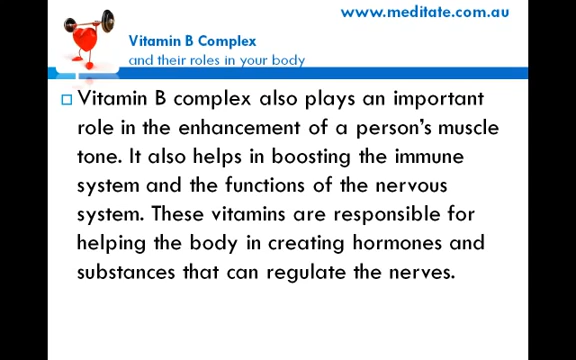 www.meditate.com.au
Vitamin B Complex
and their roles in your body
Vitamin B complex also plays an important
role in the enhancement of a person's muscle
tone. It also helps in boosting the immune
system and the functions of the nervous
system. These vitamins are responsible for
helping the body in creating hormones and
substances that can regulate the nerves.